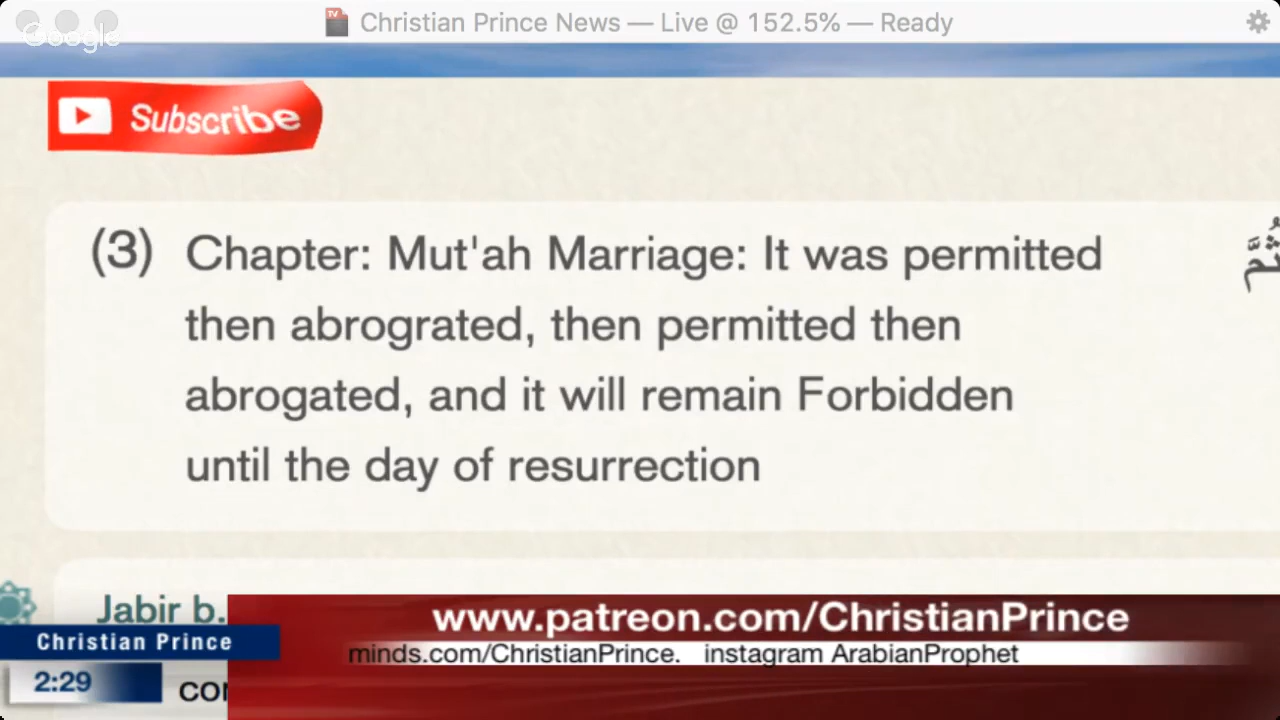 Christian Prince News — Live @ 152.5% — Ready
Google
Subscribe
(3) Chapter: Mut'ah Marriage: It was permitted
then abrograted, then permitted then
abrogated, and it will remain Forbidden
until the day of resurrection
ثُمَّ
Jabir b.
www.patreon.com/ChristianPrince
Christian Prince
minds.com/ChristianPrince. instagram ArabianProphet
2:29